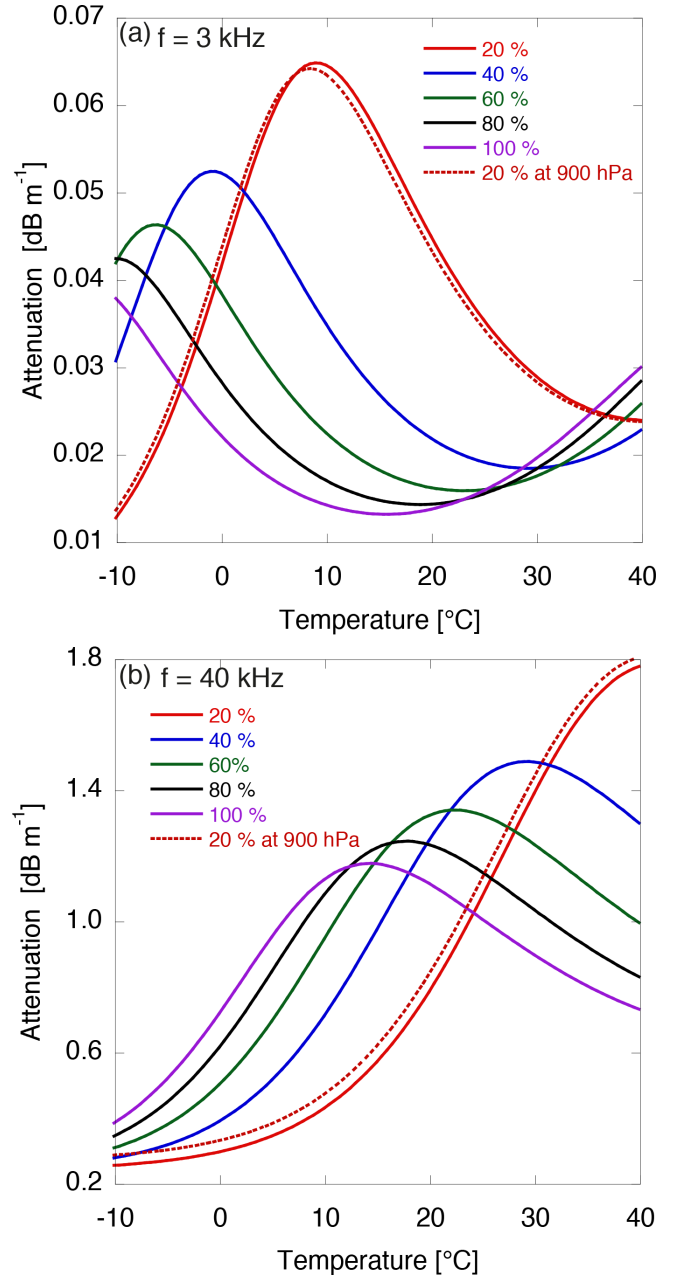 (a) f = 3 kHz
0.07
0.06
0.05
0.04
0.03
0.02
0.01
Attenuation [dB m⁻¹]
20 %
40 %
60 %
80 %
100 %
20 % at 900 hPa
-10 0 10 20 30 40
Temperature [°C]
(b) f = 40 kHz
1.8
1.4
1.0
0.6
0.2
Attenuation [dB m⁻¹]
20 %
40 %
60%
80 %
100 %
20 % at 900 hPa
-10 0 10 20 30 40
Temperature [°C]